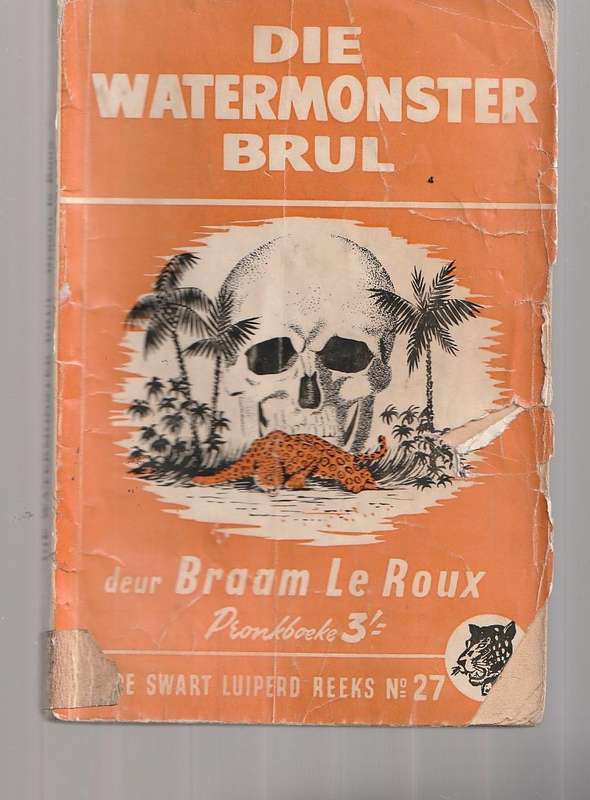 DIE
WATERMONSTER
BRUL
deur Braam Le Roux
Pronkboeke 3/-
E SWART LUIPERD REEKS Nº 27